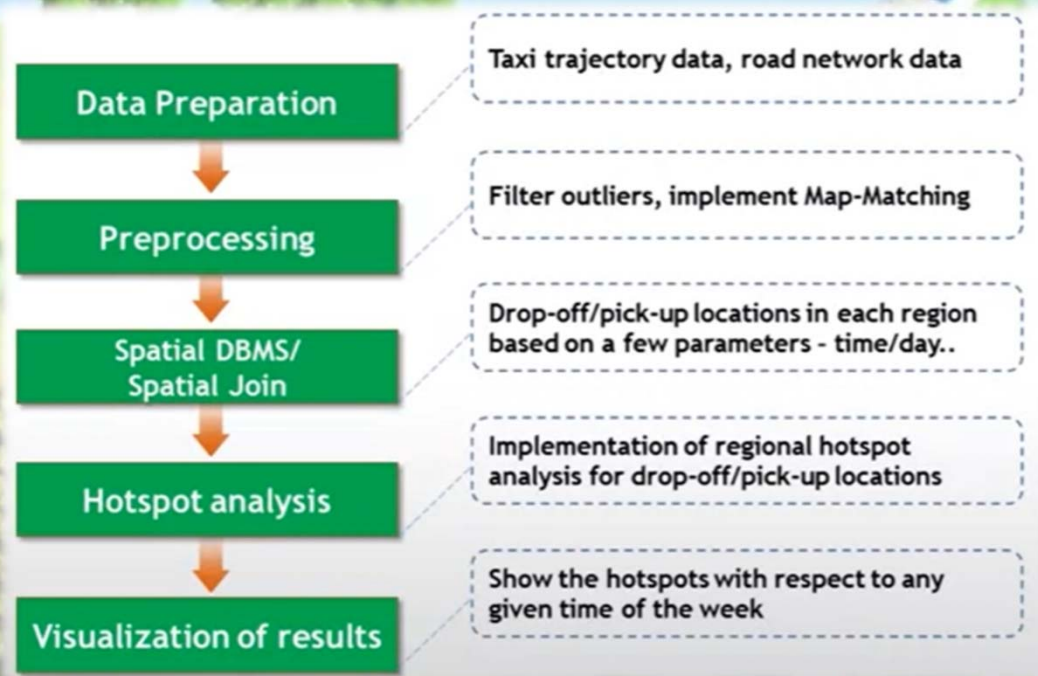 Data Preparation
Taxi trajectory data, road network data
Preprocessing
Filter outliers, implement Map-Matching
Spatial DBMS/
Spatial Join
Drop-off/pick-up locations in each region
based on a few parameters - time/day..
Hotspot analysis
Implementation of regional hotspot
analysis for drop-off/pick-up locations
Visualization of results
Show the hotspots with respect to any
given time of the week